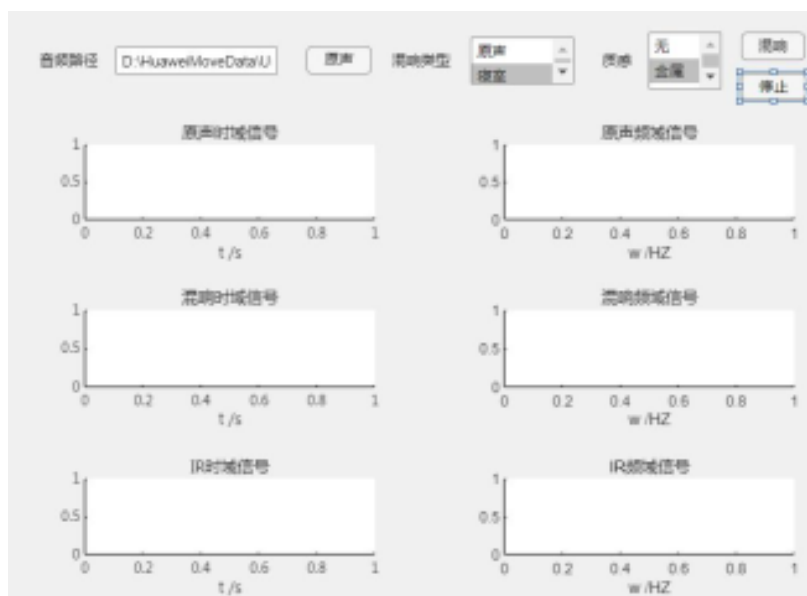 音频路径 D:\HuaweiMoveData\U 原声 混响类型 原声 质感 无 混响
寝室 金属 停止
原声时域信号 原声频域信号
1 1
0.5 0.5
0 0
0 0.2 0.4 0.6 0.8 1 0 0.2 0.4 0.6 0.8 1
t /s w /HZ
混响时域信号 混响频域信号
1 1
0.5 0.5
0 0
0 0.2 0.4 0.6 0.8 1 0 0.2 0.4 0.6 0.8 1
t /s w /HZ
IR时域信号 IR频域信号
1 1
0.5 0.5
0 0
0 0.2 0.4 0.6 0.8 1 0 0.2 0.4 0.6 0.8 1
t /s w /HZ